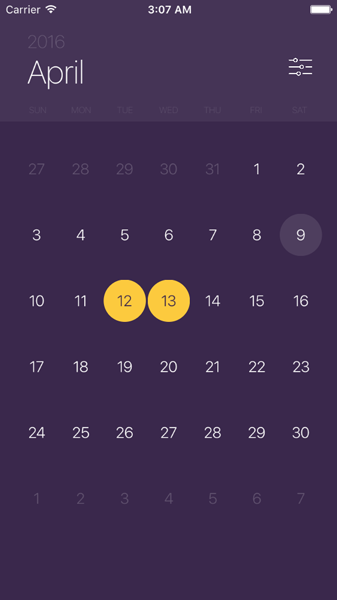 Carrier 3:07 AM
2016
April
SUN MON TUE WED THU FRI SAT
27 28 29 30 31 1 2
3 4 5 6 7 8 9
10 11 12 13 14 15 16
17 18 19 20 21 22 23
24 25 26 27 28 29 30
1 2 3 4 5 6 7